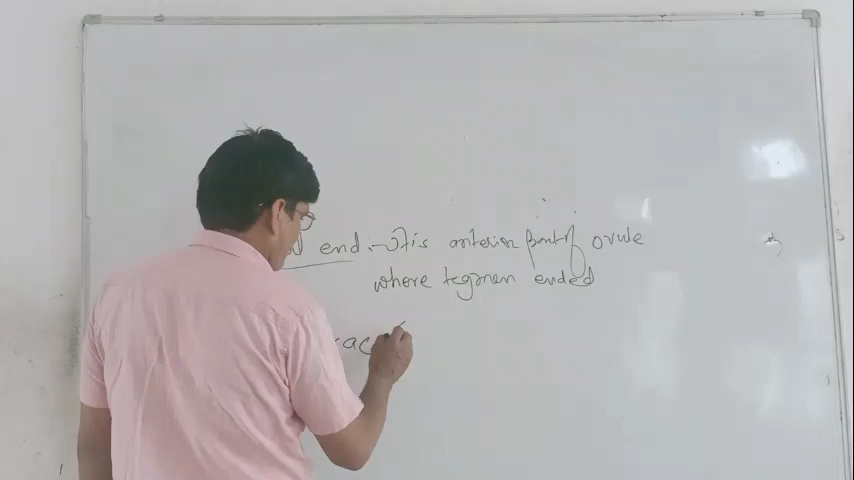 end :- It is anterior part of ovule
where tegmen ended